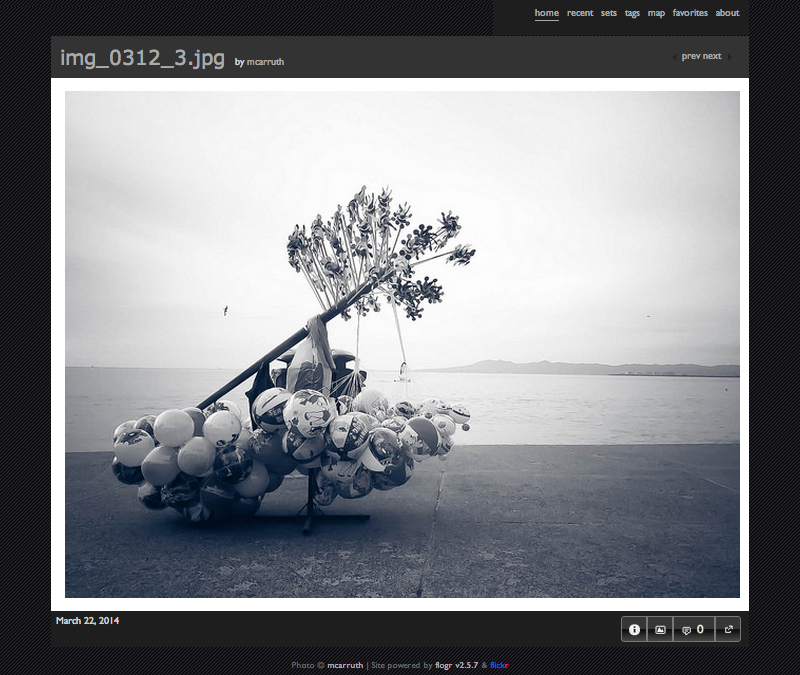 home recent sets tags map favorites about
img_0312_3.jpg by mcarruth
prev next
March 22, 2014
0
Photo © mcarruth | Site powered by flogr v2.5.7 & flickr